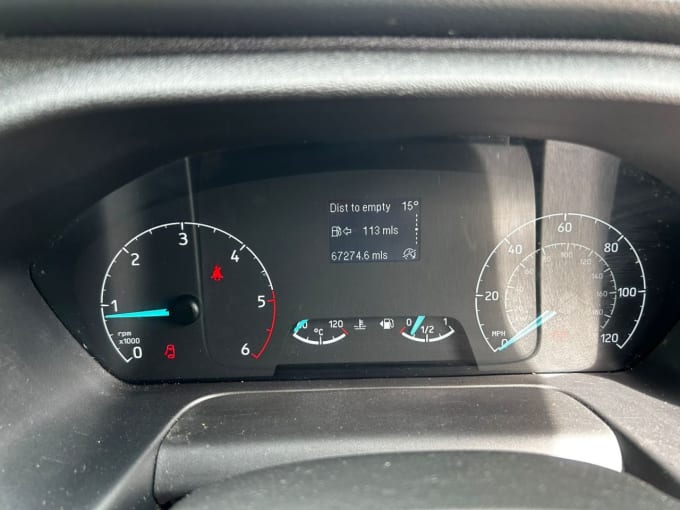 Dist to empty 15°
113 mls
67274.6 mls
0 1 2 3 4 5 6
rpm
x1000
120
°C
0 1/2 1
0 20 40 60 80 100 120
MPH
100